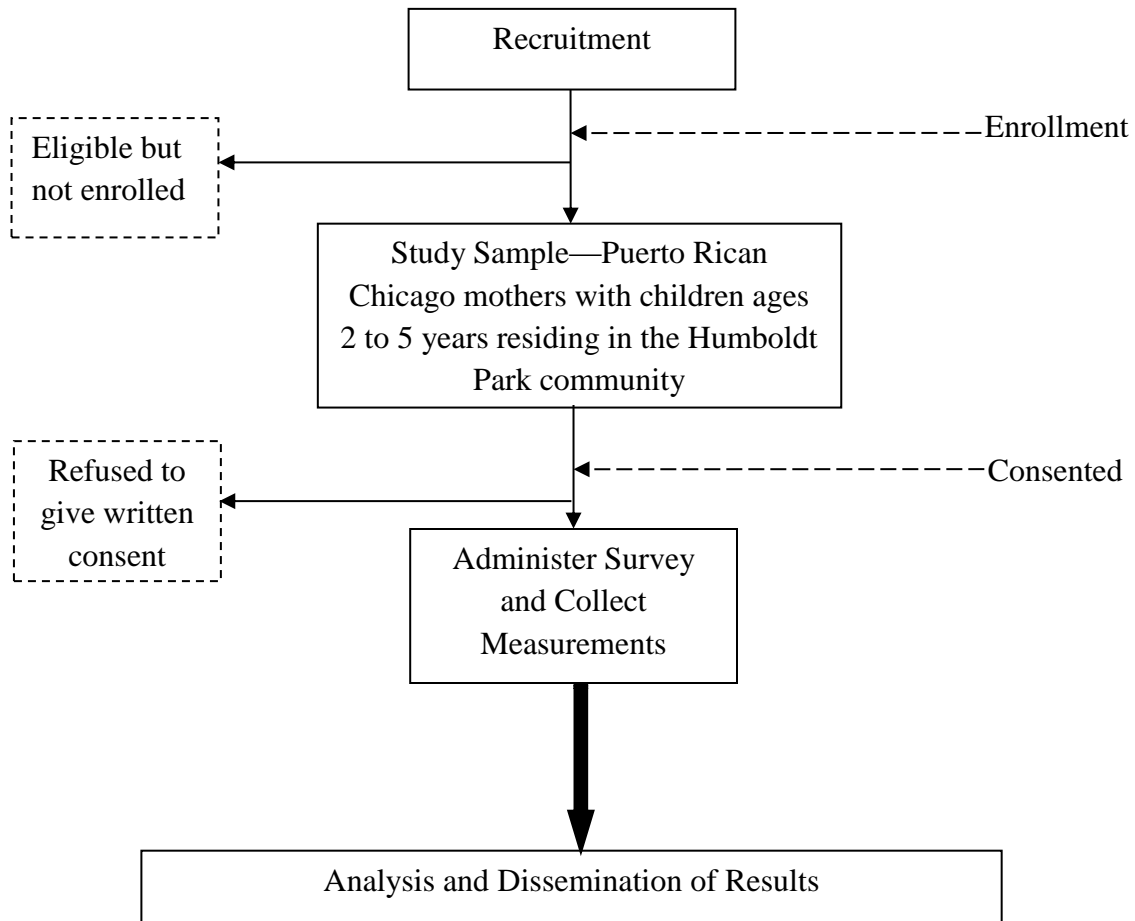 Recruitment
Enrollment
Eligible but
not enrolled
Study Sample—Puerto Rican
Chicago mothers with children ages
2 to 5 years residing in the Humboldt
Park community
Consented
Refused to
give written
consent
Administer Survey
and Collect
Measurements
Analysis and Dissemination of Results